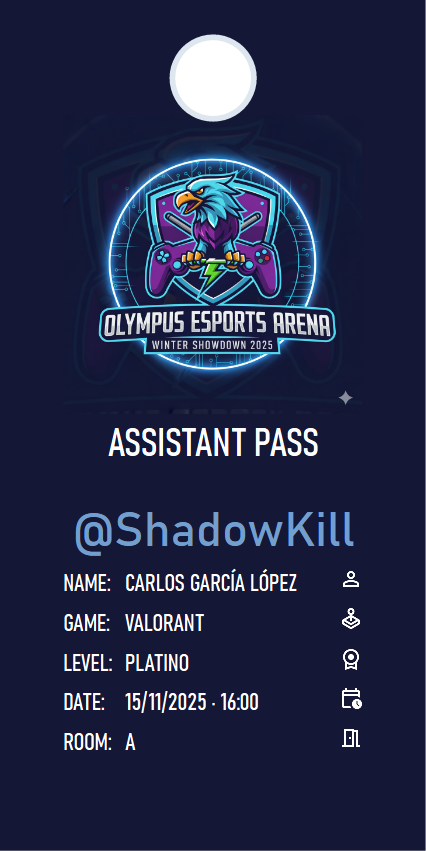 OLYMPUS ESPORTS ARENA
WINTER SHOWDOWN 2025
ASSISTANT PASS
@ShadowKill
NAME: CARLOS GARCÍA LÓPEZ
GAME: VALORANT
LEVEL: PLATINO
DATE: 15/11/2025 · 16:00
ROOM: A